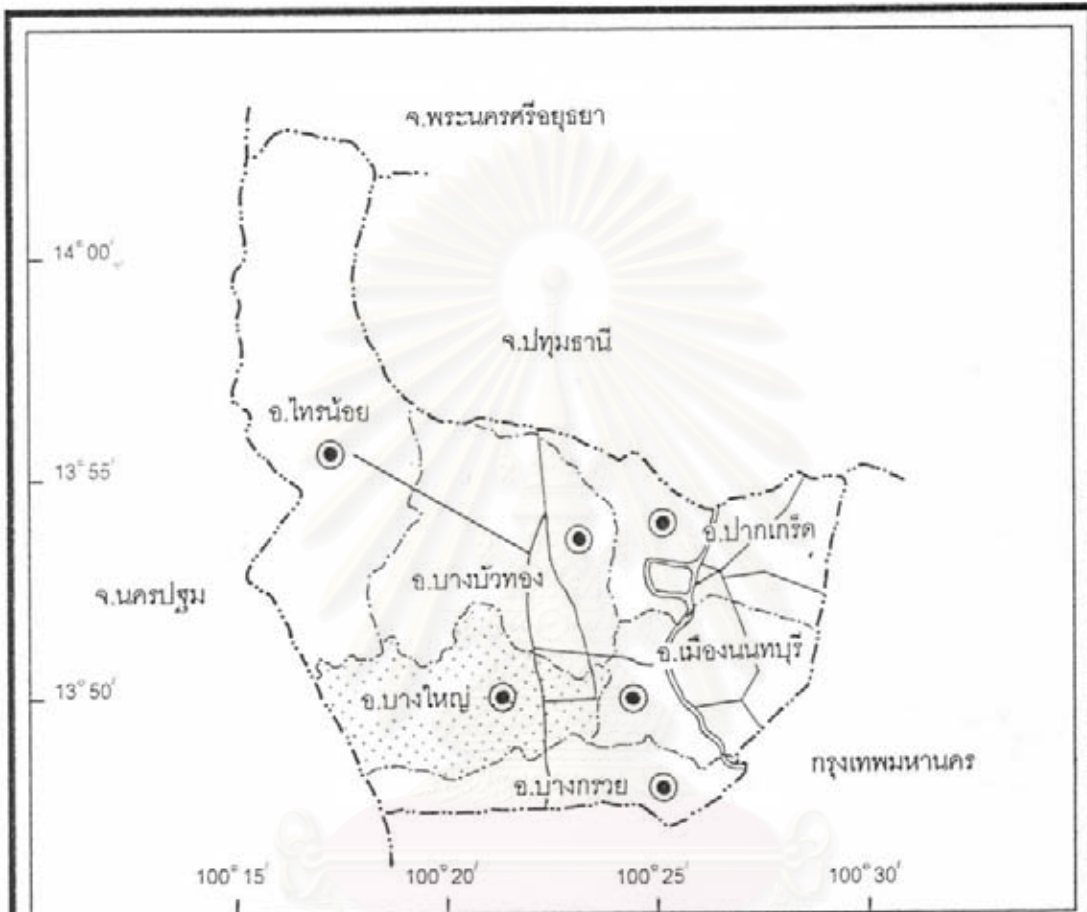 จ.พระนครศรีอยุธยา
14°00′
จ.ปทุมธานี
อ.ไทรน้อย
13°55′
อ.ปากเกร็ด
อ.บางบัวทอง
จ.นครปฐม
อ.เมืองนนทบุรี
13°50′
อ.บางใหญ่
กรุงเทพมหานคร
อ.บางกรวย
100°15′ 100°20′ 100°25′ 100°30′